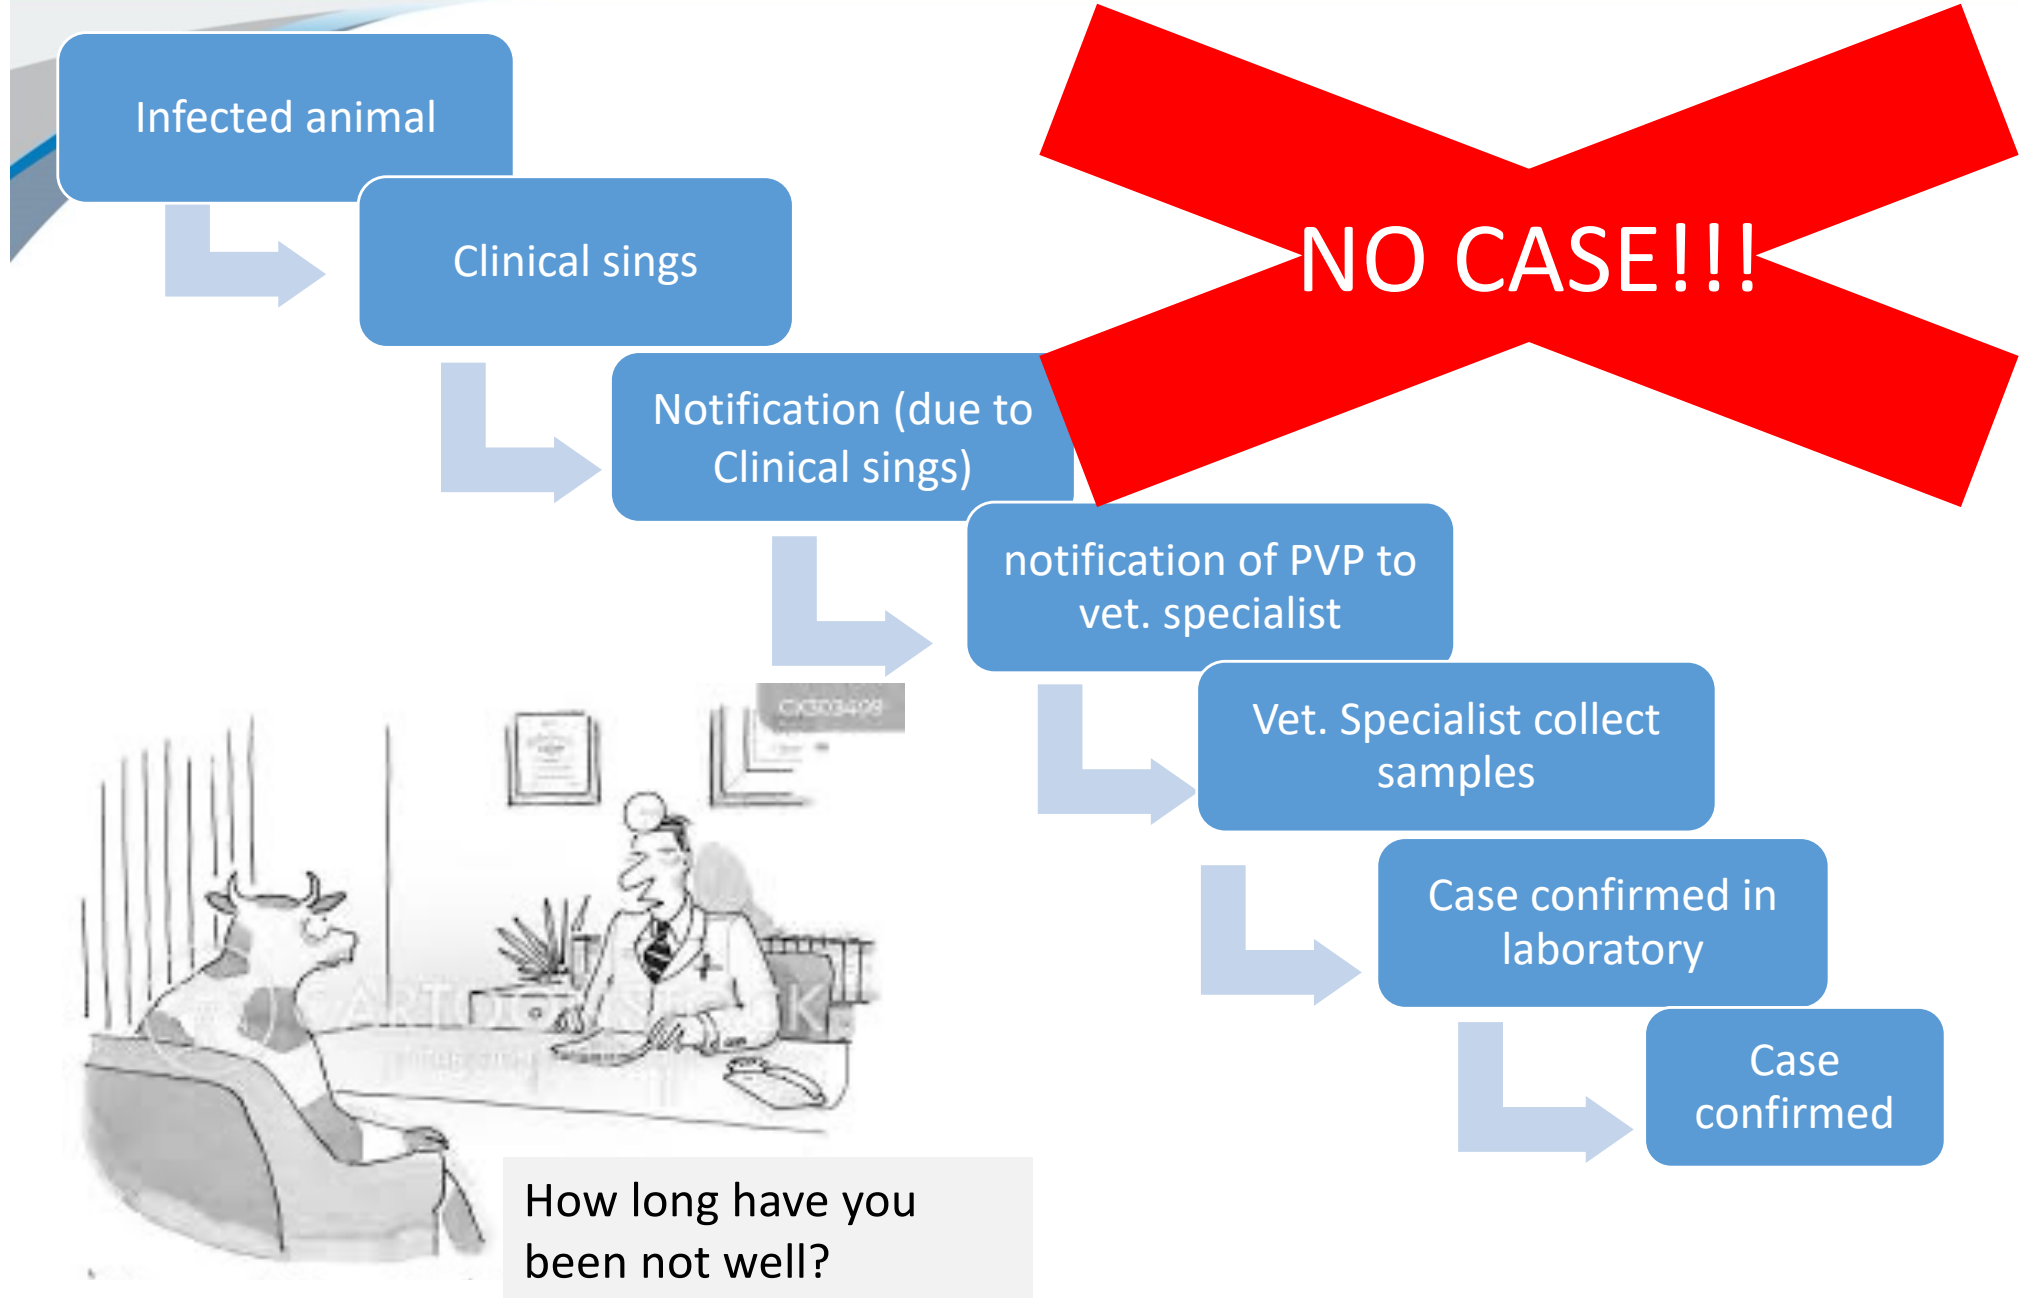 Infected animal
Clinical sings
Notification (due to
Clinical sings)
NO CASE!!!
notification of PVP to
vet. specialist
Vet. Specialist collect
samples
Case confirmed in
laboratory
Case
confirmed
How long have you
been not well?
CARTOONSTOCK